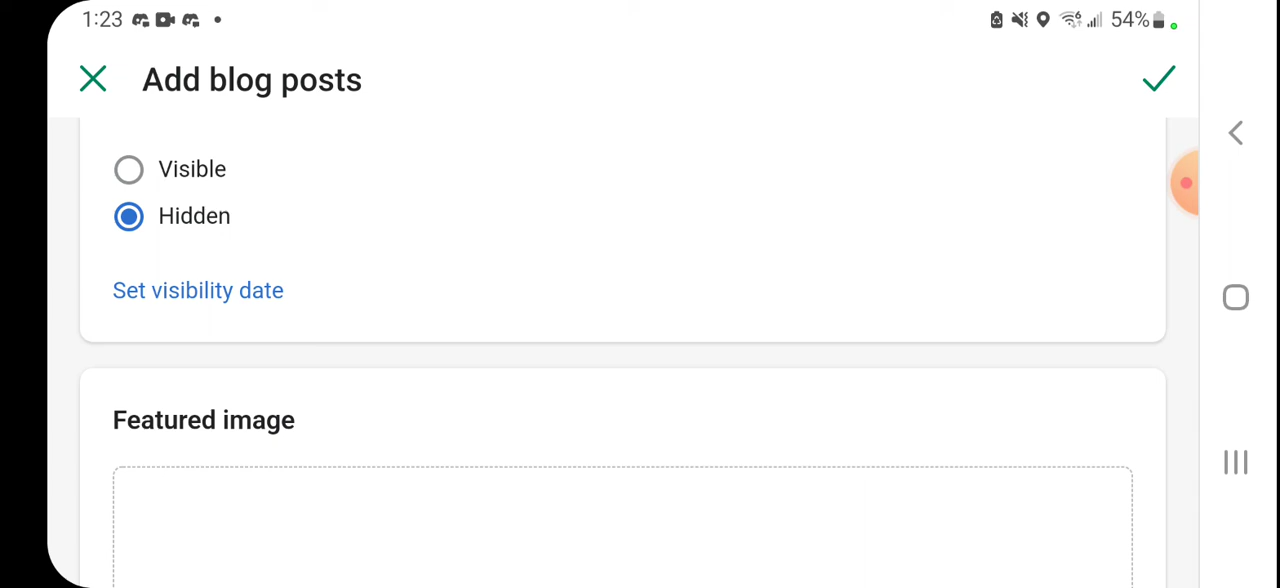 1:23
54%
Add blog posts
Visible
Hidden
Set visibility date
Featured image